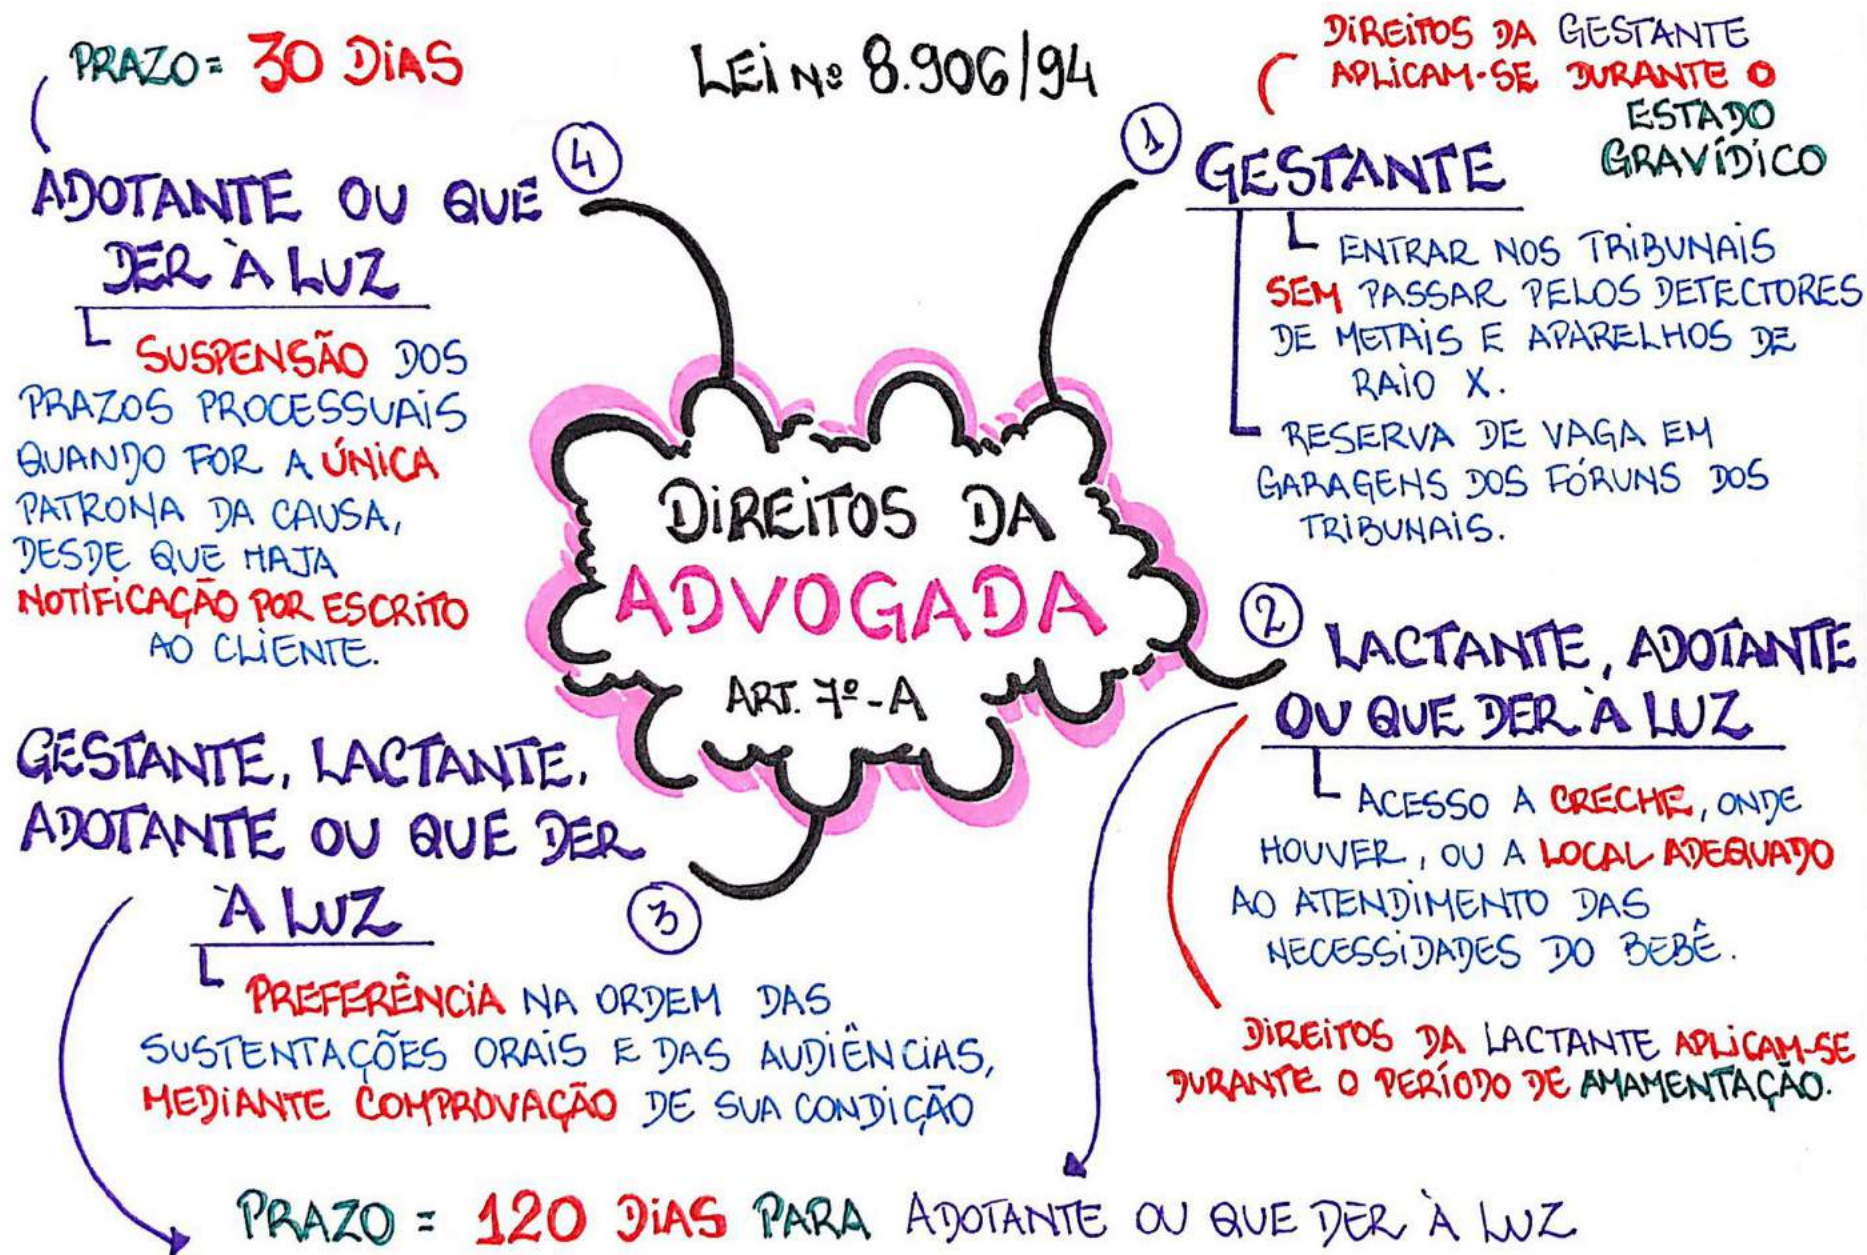 LEI Nº 8.906/94
DIREITOS DA
ADVOGADA
ART. 7º-A
1
DIREITOS DA GESTANTE
APLICAM-SE DURANTE O
ESTADO
GRAVÍDICO
GESTANTE
ENTRAR NOS TRIBUNAIS
SEM PASSAR PELOS DETECTORES
DE METAIS E APARELHOS DE
RAIO X.
RESERVA DE VAGA EM
GARAGENS DOS FÓRUNS DOS
TRIBUNAIS.
2
LACTANTE, ADOTANTE
OU QUE DER À LUZ
ACESSO A CRECHE, ONDE
HOUVER, OU A LOCAL ADEQUADO
AO ATENDIMENTO DAS
NECESSIDADES DO BEBÊ.
DIREITOS DA LACTANTE APLICAM-SE
DURANTE O PERÍODO DE AMAMENTAÇÃO.
3
GESTANTE, LACTANTE,
ADOTANTE OU QUE DER
À LUZ
PREFERÊNCIA NA ORDEM DAS
SUSTENTAÇÕES ORAIS E DAS AUDIÊNCIAS,
MEDIANTE COMPROVAÇÃO DE SUA CONDIÇÃO
PRAZO = 120 DIAS PARA ADOTANTE OU QUE DER À LUZ
4
PRAZO = 30 DIAS
ADOTANTE OU QUE
DER À LUZ
SUSPENSÃO DOS
PRAZOS PROCESSUAIS
QUANDO FOR A ÚNICA
PATRONA DA CAUSA,
DESDE QUE HAJA
NOTIFICAÇÃO POR ESCRITO
AO CLIENTE.